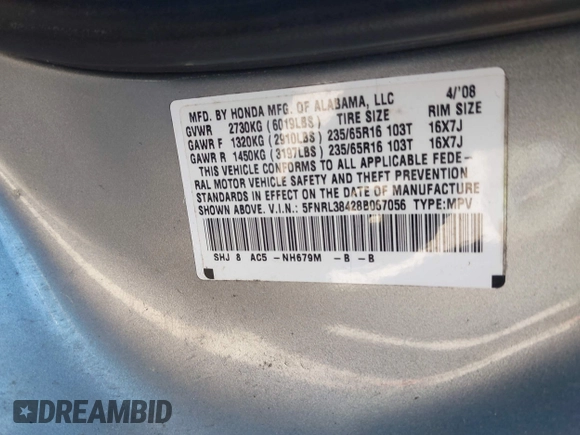 MFD. BY HONDA MFG. OF ALABAMA, LLC 4/'08
GVWR 2730KG (6019LBS) TIRE SIZE RIM SIZE
GAWR F 1320KG (2910LBS) 235/65R16 103T 16X7J
GAWR R 1450KG (3197LBS) 235/65R16 103T 16X7J
THIS VEHICLE CONFORMS TO ALL APPLICABLE FEDE-
RAL MOTOR VEHICLE SAFETY AND THEFT PREVENTION
STANDARDS IN EFFECT ON THE DATE OF MANUFACTURE
SHOWN ABOVE. V.I.N.: 5FNRL38428B057056 TYPE:MPV
SHJ 8 AC5 -NH679M -B -B
DREAMBID